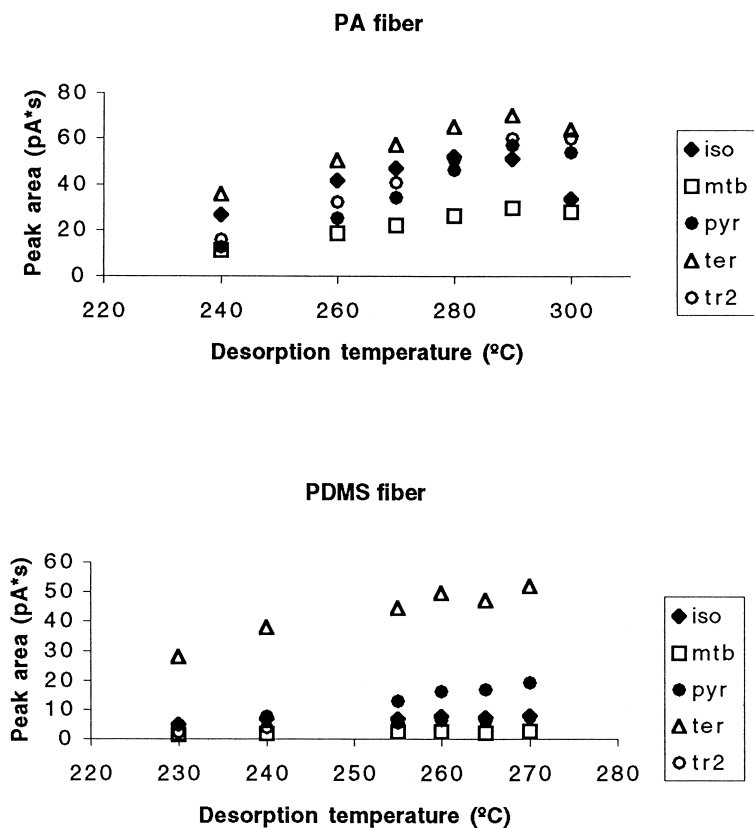 PA fiber
80
60
40
20
0
Peak area (pA*s)
220 240 260 280 300
Desorption temperature (ºC)
iso
mtb
pyr
ter
tr2
PDMS fiber
60
50
40
30
20
10
0
Peak area (pA*s)
220 230 240 250 260 270 280
Desorption temperature (ºC)
iso
mtb
pyr
ter
tr2